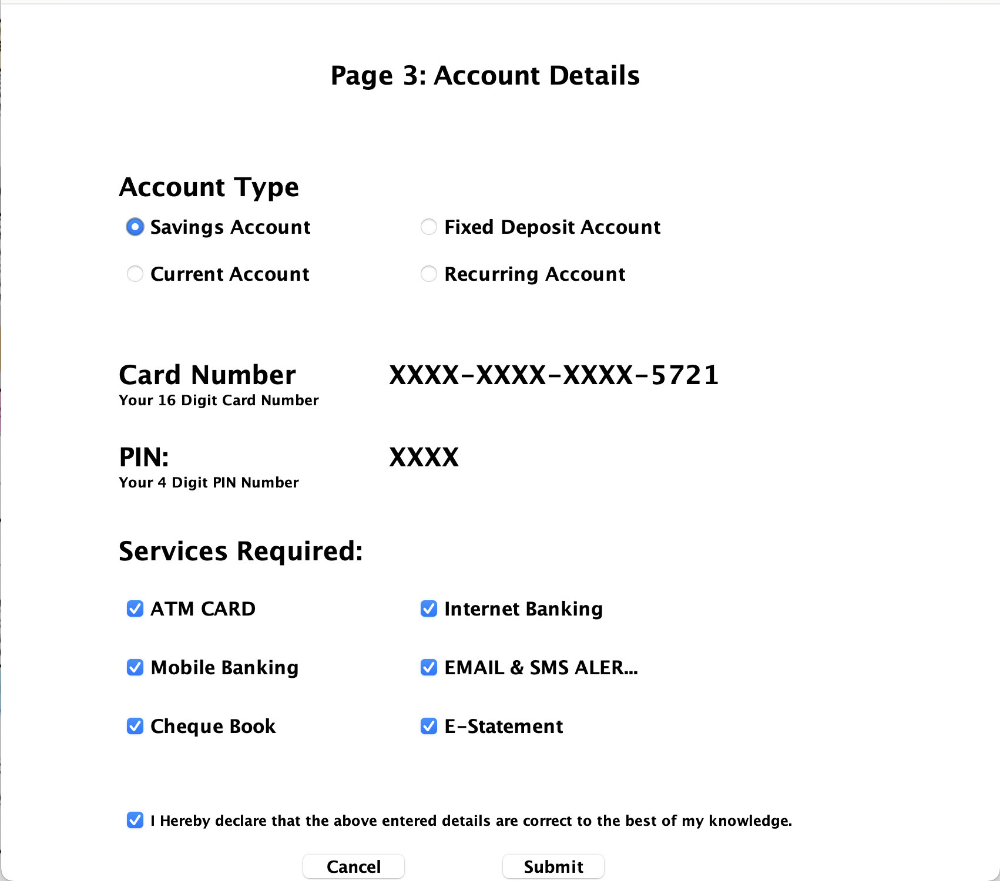 Page 3: Account Details
Account Type
Savings Account Fixed Deposit Account
Current Account Recurring Account
Card Number XXXX-XXXX-XXXX-5721
Your 16 Digit Card Number
PIN: XXXX
Your 4 Digit PIN Number
Services Required:
ATM CARD Internet Banking
Mobile Banking EMAIL & SMS ALER...
Cheque Book E-Statement
I Hereby declare that the above entered details are correct to the best of my knowledge.
Cancel Submit